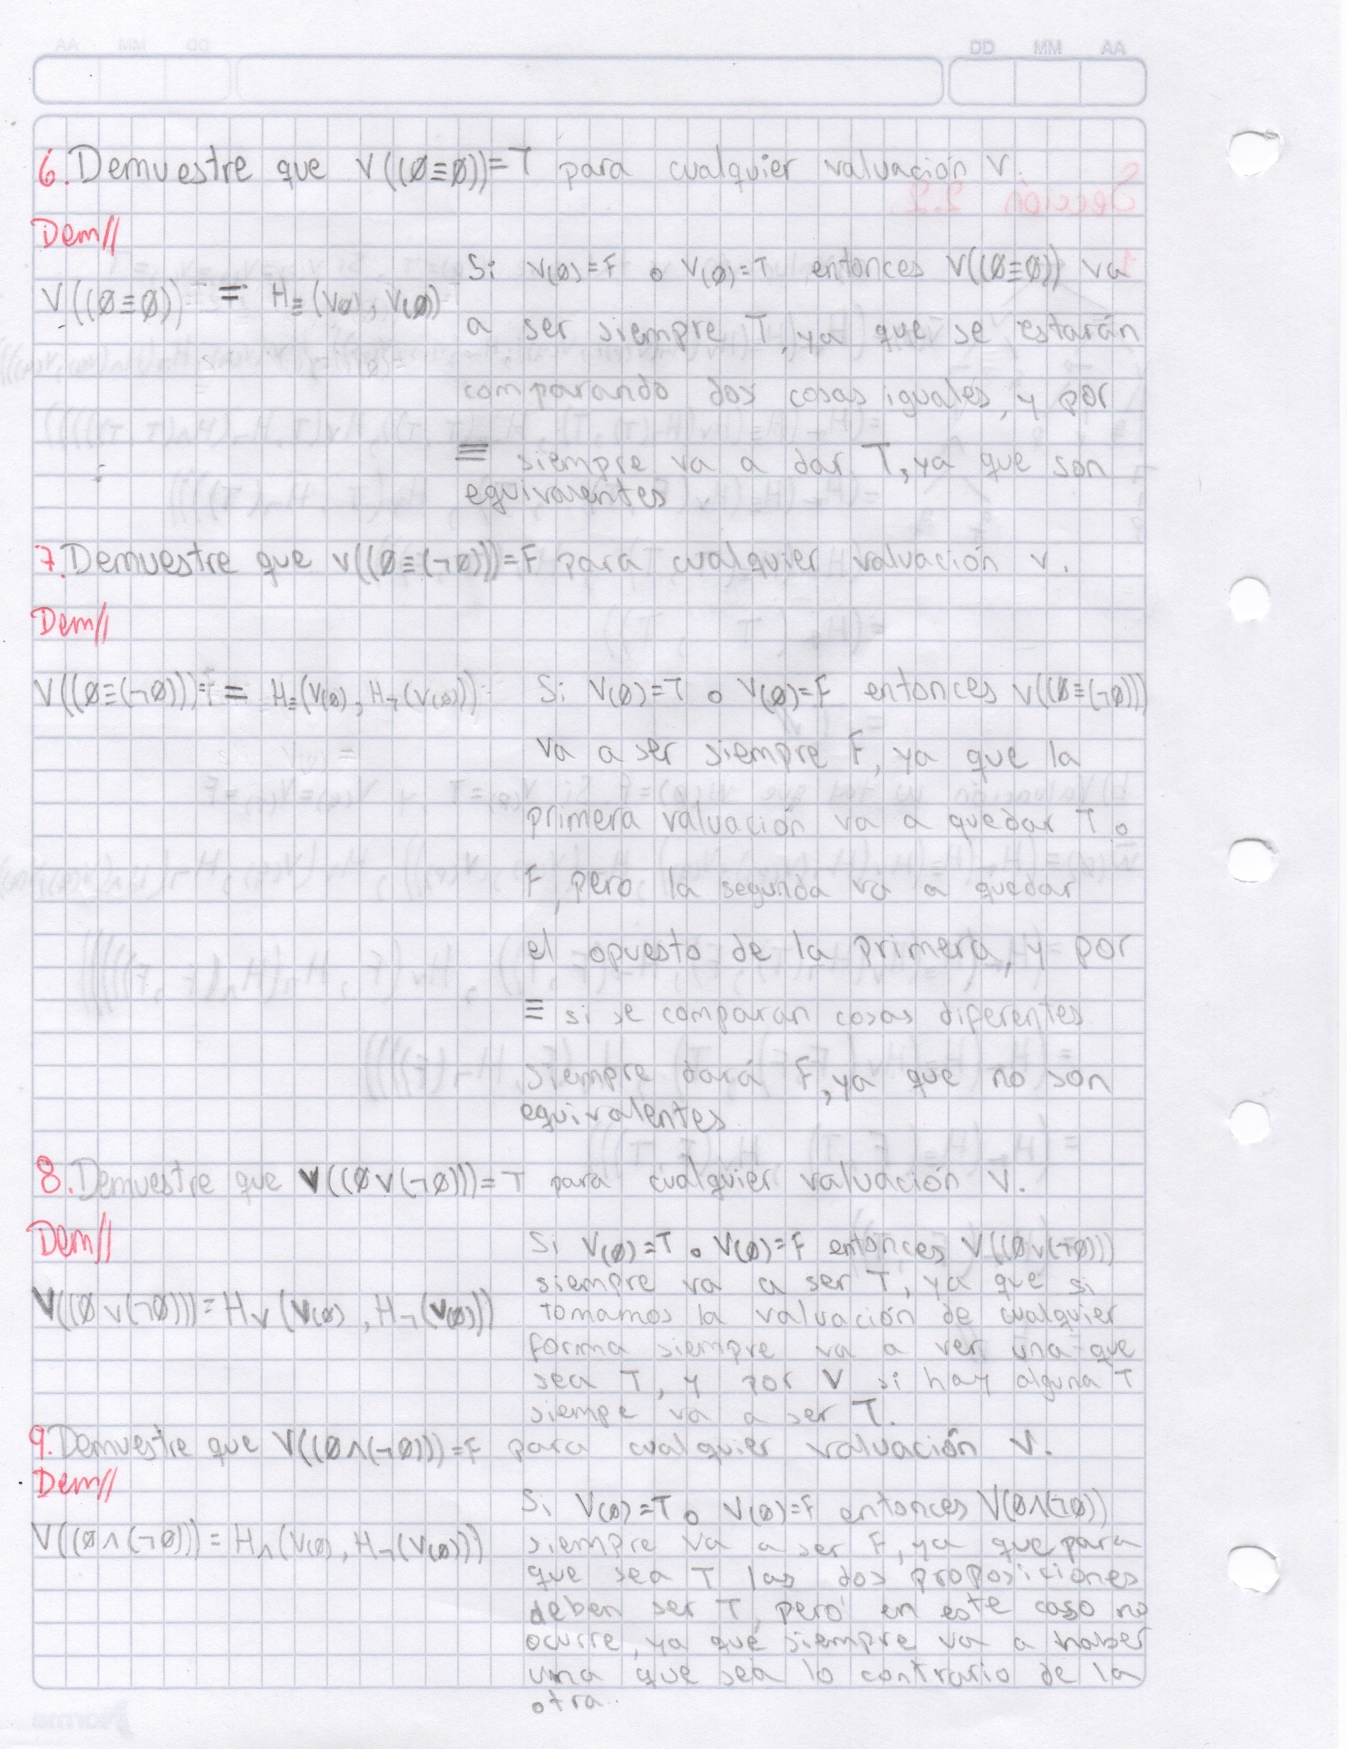 AA MM DD
DD MM AA
6. Demuestre que V((Ø≡Ø))=T para cualquier valuación V.
Dem//
V((Ø≡Ø)) = H≡(V(Ø), V(Ø))
Si V(Ø)=F o V(Ø)=T entonces V((Ø≡Ø)) va
a ser siempre T, ya que se estarán
comparando dos cosas iguales, y por
≡ siempre va a dar T, ya que son
equivalentes
7. Demuestre que V((Ø≡(¬Ø)))=F para cualquier valuación V.
Dem//
V((Ø≡(¬Ø))) = H≡(V(Ø), H¬(V(Ø)))
Si V(Ø)=T o V(Ø)=F entonces V((Ø≡(¬Ø)))
va a ser siempre F, ya que la
primera valuación va a quedar T o
F, pero la segunda va a quedar
el opuesto de la primera, y por
≡ si se comparan cosas diferentes
siempre dará F, ya que no son
equivalentes
8. Demuestre que V((Ø∨(¬Ø)))=T para cualquier valuación V.
Dem//
V((Ø∨(¬Ø)))=H∨(V(Ø), H¬(V(Ø)))
Si V(Ø)=T o V(Ø)=F entonces V((Ø∨(¬Ø)))
siempre va a ser T, ya que si
tomamos la valuación de cualquier
forma siempre va a ver una que
sea T, y por ∨ si hay alguna T
siempe va a ser T.
9. Demuestre que V((Ø∧(¬Ø)))=F para cualquier valuación V.
Dem//
V((Ø∧(¬Ø)))=H∧(V(Ø), H¬(V(Ø)))
Si V(Ø)=T o V(Ø)=F entonces V(Ø∧(¬Ø))
siempre va a ser F, ya que para
que sea T las dos proposiciones
deben ser T, pero en este caso no
ocurre, ya que siempre va a haber
una que sea lo contrario de la
otra..